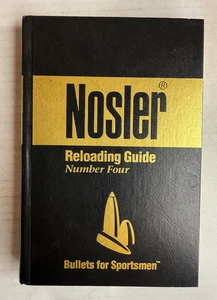 Nosler®
Reloading Guide
Number Four
Bullets for Sportsmen™